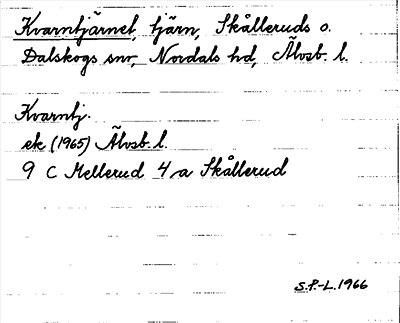 Kvarntjärnet, tjärn, Skålleruds o.
Dalskogs snr, Nordals hd, Älvsb. l.
Kvarntj.
ek (1965) Älvsb. l.
9 C Mellerud 4 a Skållerud
S.P.-L. 1966